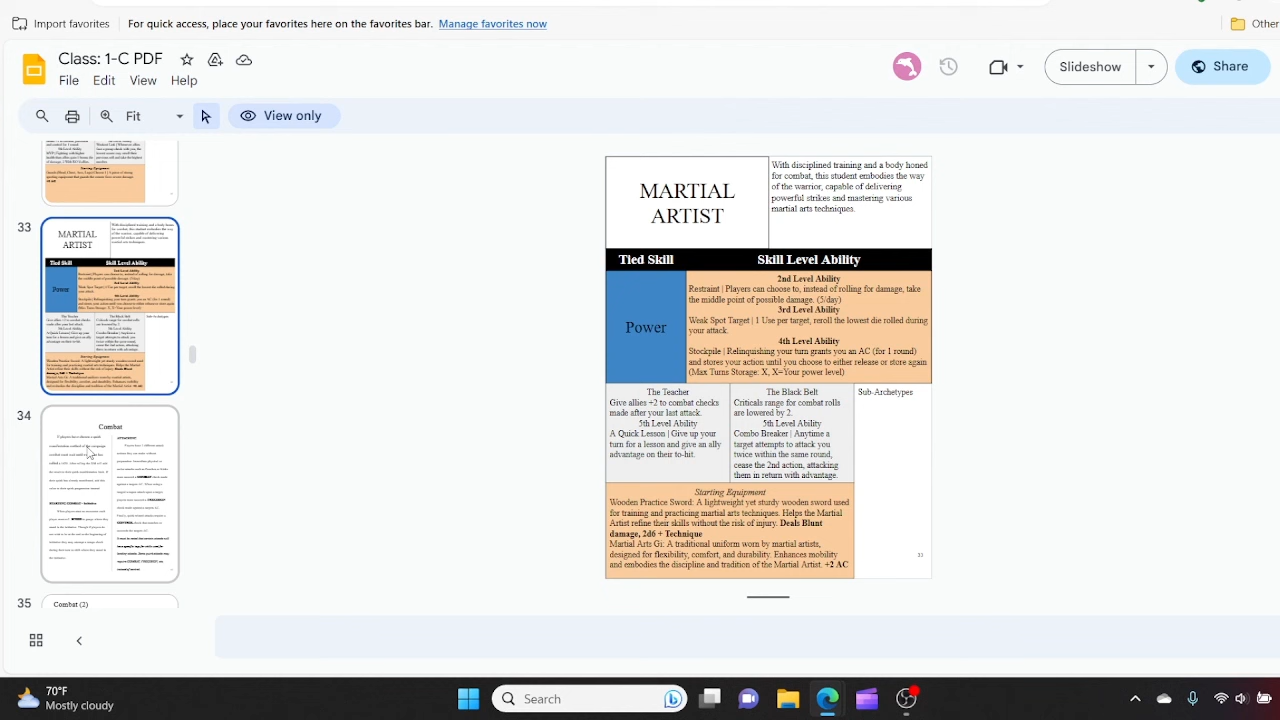 Import favorites For quick access, place your favorites here on the favorites bar. Manage favorites now Other
Class: 1-C PDF
File Edit View Help
Slideshow Share
Fit View only
33
MARTIAL
ARTIST
Tied Skill Skill Level Ability
Power
34
Combat
35
Combat (2)
MARTIAL
ARTIST
With disciplined training and a body honed
for combat, this student embodies the way
of the warrior, capable of delivering
powerful strikes and mastering various
martial arts techniques.
Tied Skill Skill Level Ability
Power
2nd Level Ability
Restraint | Players can choose to, instead of rolling for damage, take
the middle point of possible damage. (5/day)
3rd Level Ability
Weak Spot Target | 1 Use per target, reroll the lowest die rolled during
your attack.
4th Level Ability
Stockpile | Relinquishing your turn grants you an AC (for 1 round)
and stores your action until you choose to either release or store again
(Max Turns Storage: X, X=Your power level)
The Teacher
Give allies +2 to combat checks
made after your last attack.
5th Level Ability
A Quick Lesson | Give up your
turn for a lesson and give an ally
advantage on their to-hit.
The Black Belt
Criticals range for combat rolls
are lowered by 2.
5th Level Ability
Combo Breaker | Anytime a
target attempts to attack you
twice within the same round,
cease the 2nd action, attacking
them in return with advantage.
Sub-Archetypes
Starting Equipment
Wooden Practice Sword: A lightweight yet sturdy wooden sword used
for training and practicing martial arts techniques. Helps the Martial
Artist refine their skills without the risk of injury. Deals Blunt
damage, 2d6 + Technique
Martial Arts Gi: A traditional uniform worn by martial artists,
designed for flexibility, comfort, and durability. Enhances mobility
and embodies the discipline and tradition of the Martial Artist. +2 AC
33
70°F
Mostly cloudy
Search